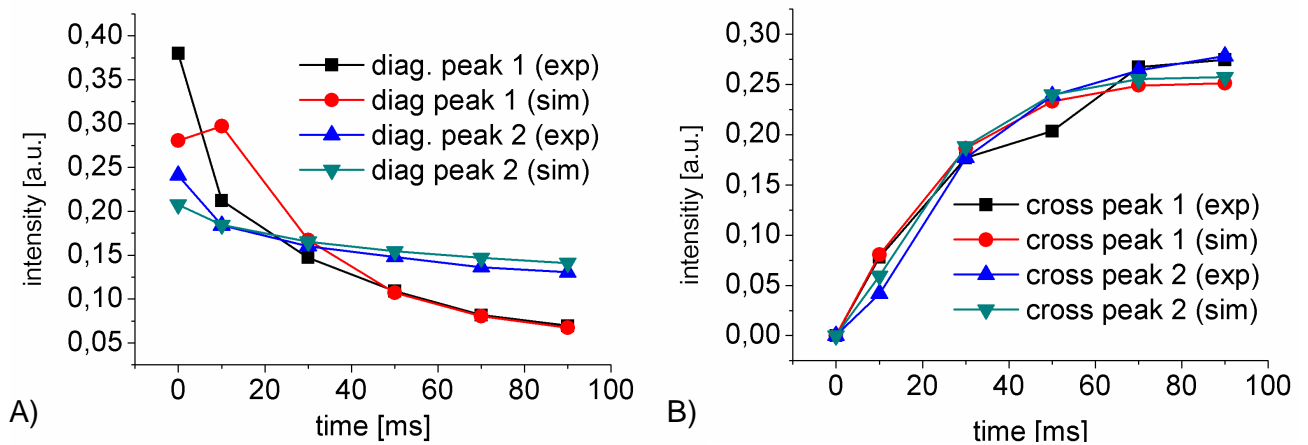 0,40
0,35
0,30
0,25
0,20
0,15
0,10
0,05
intensity [a.u.]
diag. peak 1 (exp)
diag peak 1 (sim)
diag. peak 2 (exp)
diag peak 2 (sim)
0 20 40 60 80 100
time [ms]
A)
0,30
0,25
0,20
0,15
0,10
0,05
0,00
intensitiy [a.u.]
cross peak 1 (exp)
cross peak 1 (sim)
cross peak 2 (exp)
cross peak 2 (sim)
0 20 40 60 80 100
time [ms]
B)